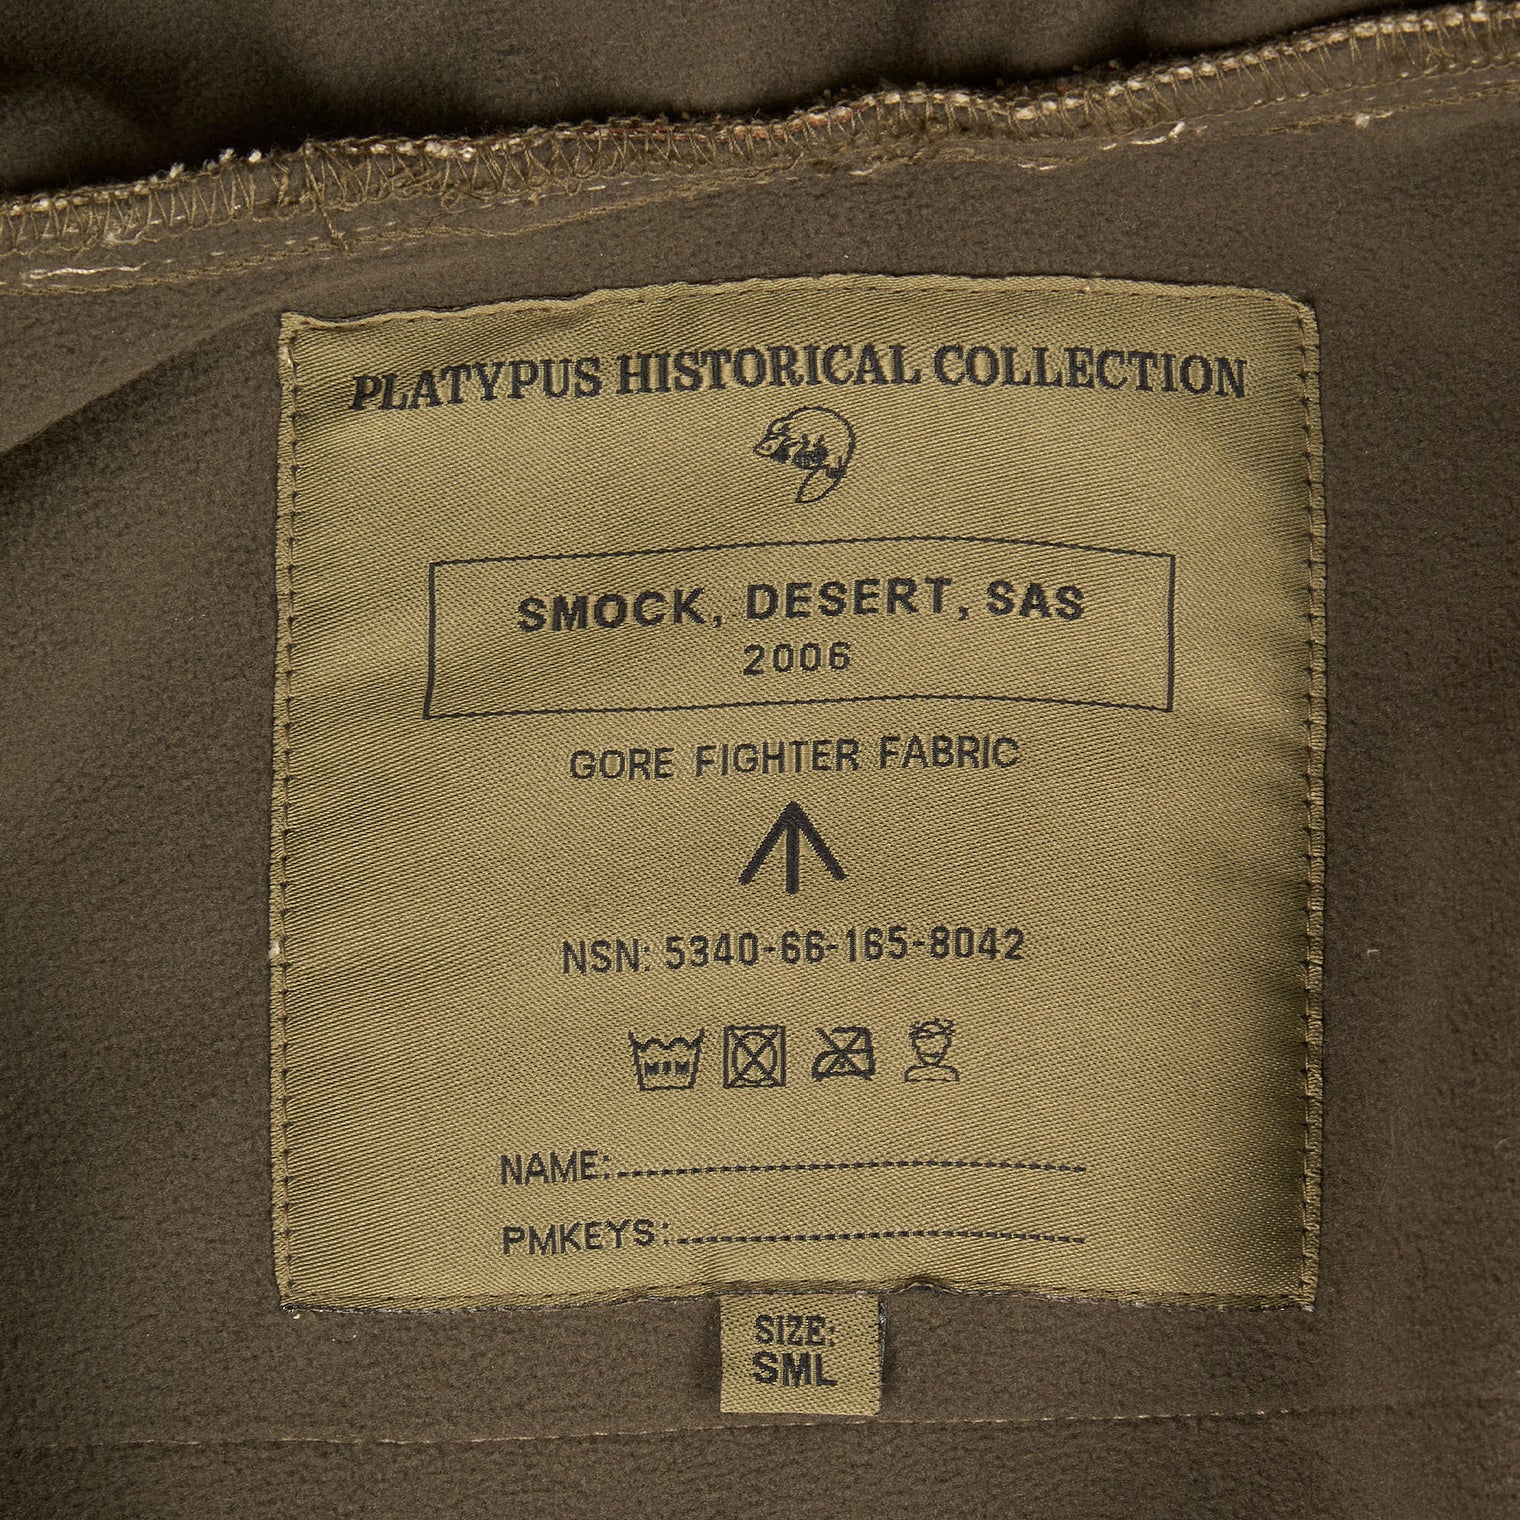 PLATYPUS HISTORICAL COLLECTION
SMOCK, DESERT, SAS
2006
GORE FIGHTER FABRIC
NSN: 5340-66-165-8042
NAME:
PMKEYS:
SIZE:
SML